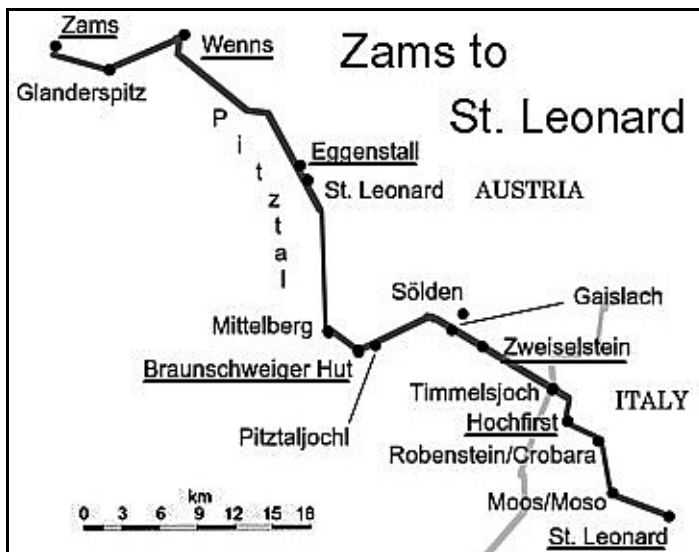 Zams
Wenns
Zams to
St. Leonard
Glanderspitz
Pitztal
Eggenstall
St. Leonard
AUSTRIA
Sölden
Gaislach
Mittelberg
Zweiselstein
Braunschweiger Hut
Timmelsjoch
ITALY
Hochfirst
Pitztaljochl
Robenstein/Crobara
km
Moos/Moso
0 3 6 9 12 15 18
St. Leonard